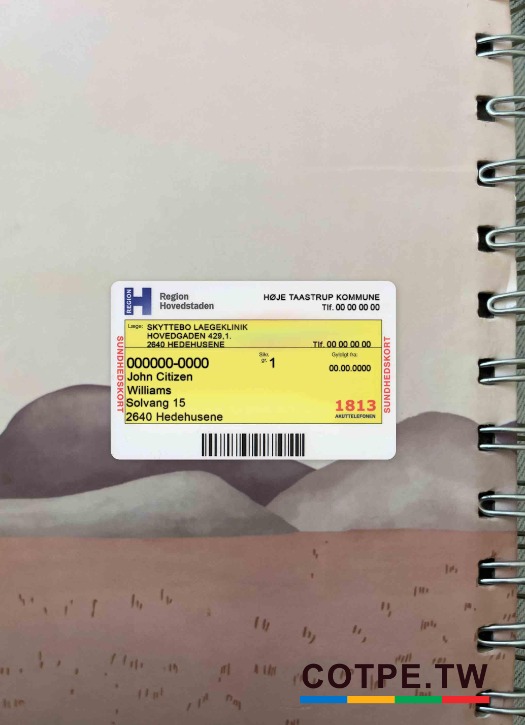 REGION
Region
Hovedstaden
HØJE TAASTRUP KOMMUNE
Tlf. 00 00 00 00
Læge: SKYTTEBO LAEGEKLINIK
HOVEDGADEN 429,1.
2640 HEDEHUSENE Tlf. 00 00 00 00
000000-0000 Sikr. gr. 1 Gyldigt fra:
00.00.0000
John Citizen
Williams
Solvang 15
2640 Hedehusene
1813
AKUTTELEFONEN
SUNDHEDSKORT
SUNDHEDSKORT
COTPE.TW